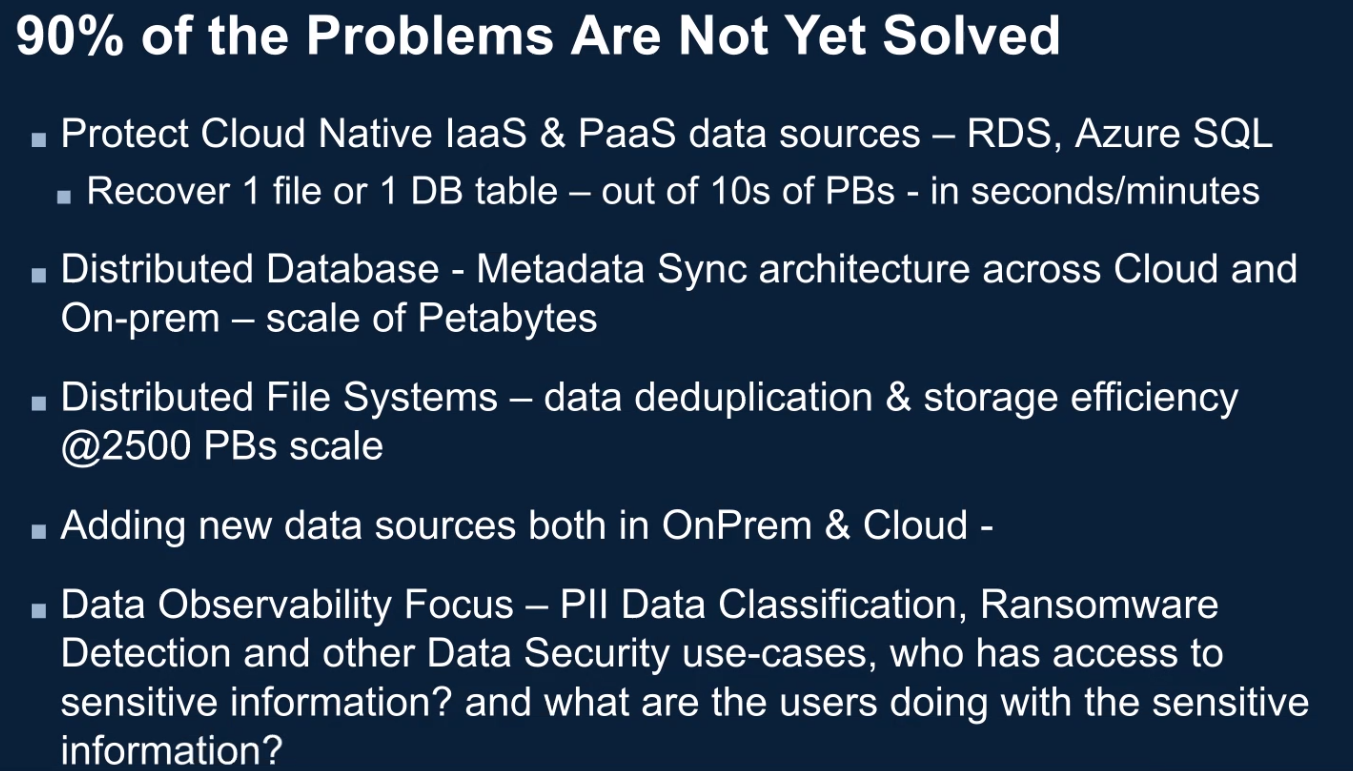 90% of the Problems Are Not Yet Solved
▪ Protect Cloud Native IaaS & PaaS data sources – RDS, Azure SQL
▪ Recover 1 file or 1 DB table – out of 10s of PBs - in seconds/minutes
▪ Distributed Database - Metadata Sync architecture across Cloud and
On-prem – scale of Petabytes
▪ Distributed File Systems – data deduplication & storage efficiency
@2500 PBs scale
▪ Adding new data sources both in OnPrem & Cloud -
▪ Data Observability Focus – PII Data Classification, Ransomware
Detection and other Data Security use-cases, who has access to
sensitive information? and what are the users doing with the sensitive
information?